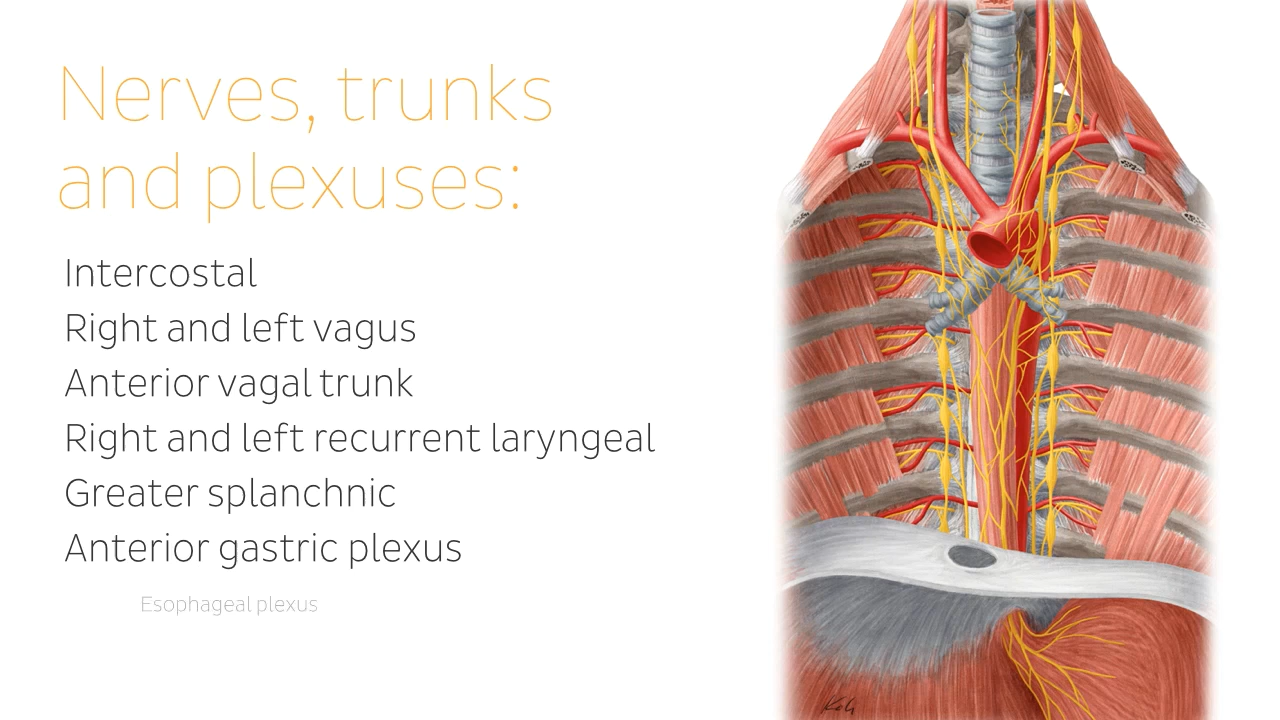 Nerves, trunks
and plexuses:
Intercostal
Right and left vagus
Anterior vagal trunk
Right and left recurrent laryngeal
Greater splanchnic
Anterior gastric plexus
Esophageal plexus